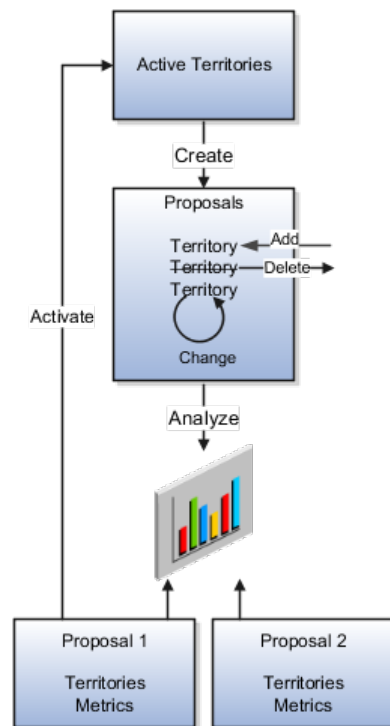 Active Territories
Create
Proposals
Territory
Add
Territory
Delete
Territory
Change
Activate
Analyze
Proposal 1
Territories
Metrics
Proposal 2
Territories
Metrics